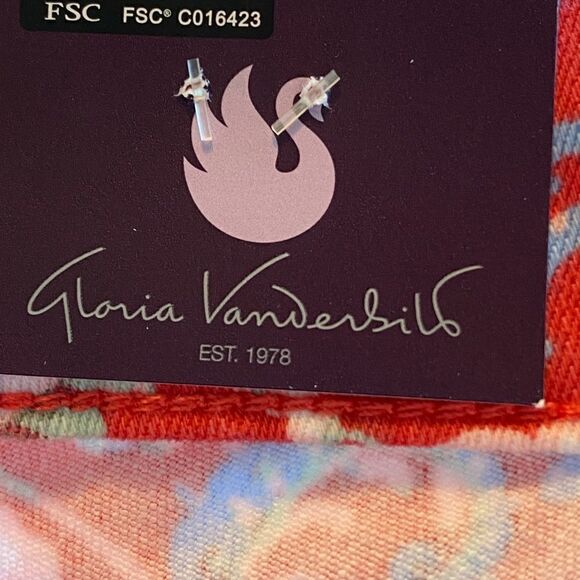 FSC FSC® C016423
Gloria Vanderbilt
EST. 1978